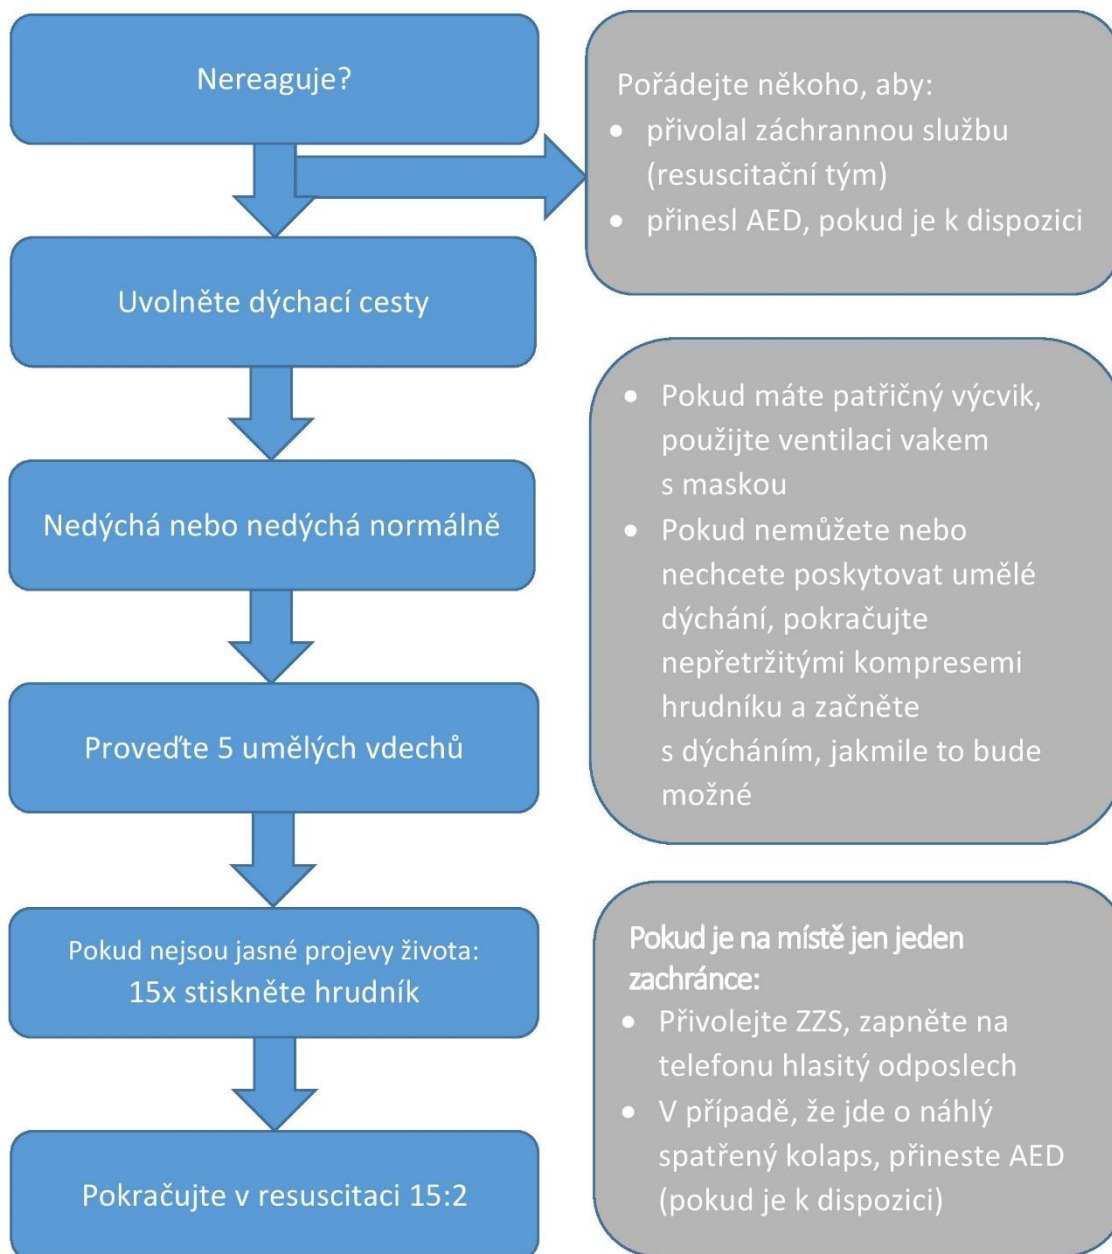 Nereaguje?
Pořádejte někoho, aby:
• přivolal záchrannou službu
(resuscitační tým)
• přinesl AED, pokud je k dispozici
Uvolněte dýchací cesty
Nedýchá nebo nedýchá normálně
• Pokud máte patřičný výcvik,
použijte ventilaci vakem
s maskou
• Pokud nemůžete nebo
nechcete poskytovat umělé
dýchání, pokračujte
nepřetržitými kompresemi
hrudníku a začněte
s dýcháním, jakmile to bude
možné
Proveďte 5 umělých vdechů
Pokud nejsou jasné projevy života:
15x stiskněte hrudník
Pokud je na místě jen jeden
zachránce:
• Přivolejte ZZS, zapněte na
telefonu hlasitý odposlech
• V případě, že jde o náhlý
spatřený kolaps, přineste AED
(pokud je k dispozici)
Pokračujte v resuscitaci 15:2